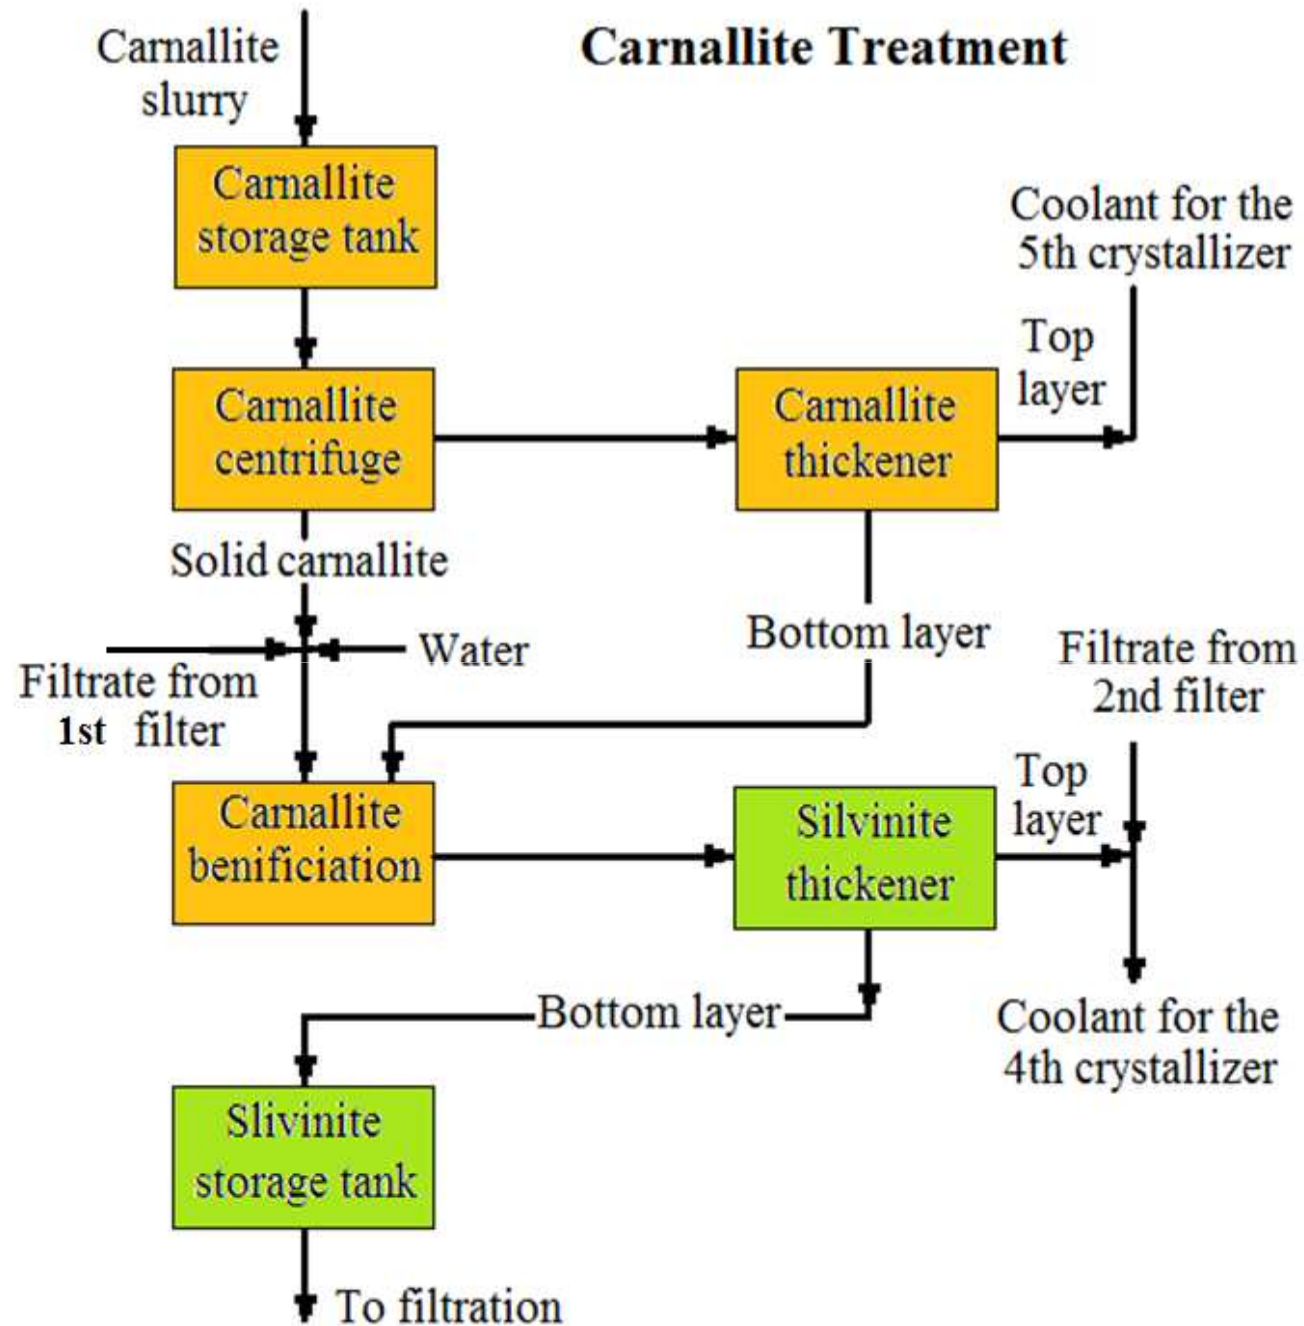 Carnallite Treatment
Carnallite
slurry
Carnallite
storage tank
Coolant for the
5th crystallizer
Top
layer
Carnallite
centrifuge
Carnallite
thickener
Solid carnallite
Water
Filtrate from
1st filter
Bottom layer
Filtrate from
2nd filter
Top
layer
Carnallite
benificiation
Silvinite
thickener
Bottom layer
Coolant for the
4th crystallizer
Slivinite
storage tank
To filtration